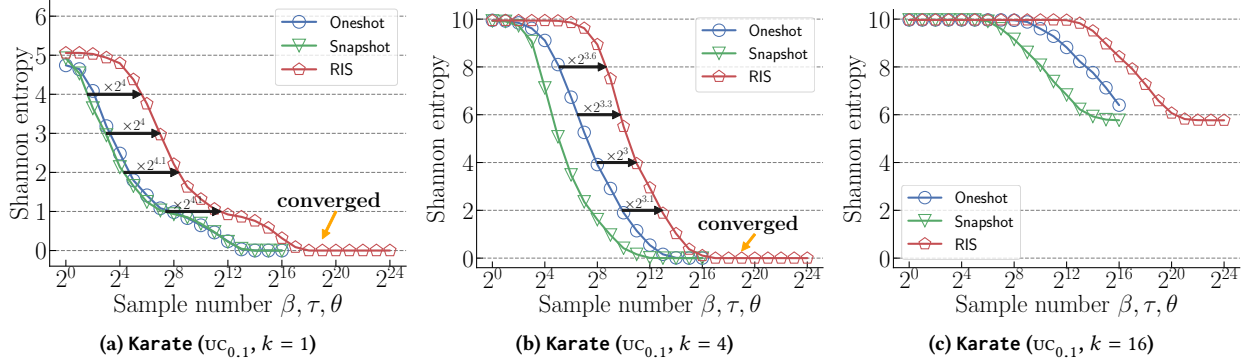 Oneshot
Snapshot
RIS
Shannon entropy
6
5
4
3
2
1
0
×2^4
×2^4
×2^4.1
converged
2^0 2^4 2^8 2^12 2^16 2^20 2^24
Sample number β, τ, θ
(a) Karate (UC_0.1, k = 1)
Oneshot
Snapshot
RIS
Shannon entropy
10
8
6
4
2
0
×2^3.6
×2^3.3
×2^3
×2^3.1
converged
2^0 2^4 2^8 2^12 2^16 2^20 2^24
Sample number β, τ, θ
(b) Karate (UC_0.1, k = 4)
Shannon entropy
10
8
6
4
2
0
Oneshot
Snapshot
RIS
2^0 2^4 2^8 2^12 2^16 2^20 2^24
Sample number β, τ, θ
(c) Karate (UC_0.1, k = 16)